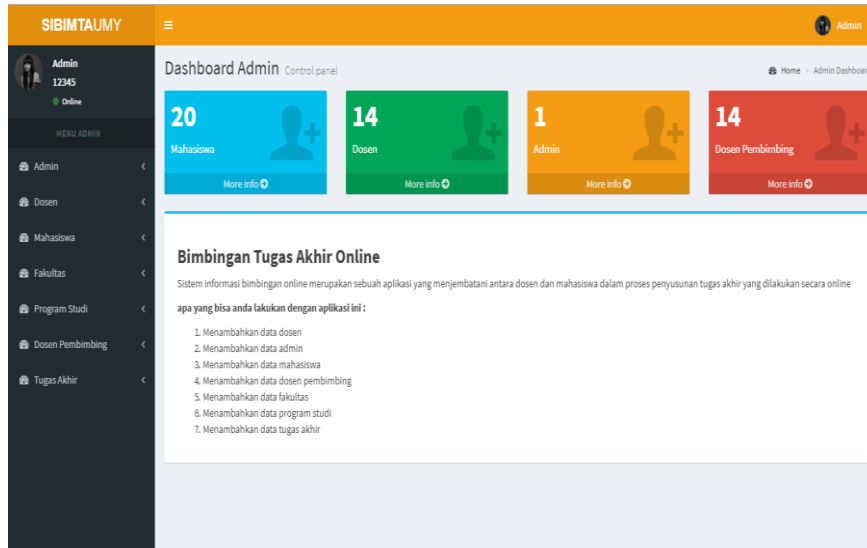 SIBIMTAUMY
Admin
Admin
12345
Online
MENU ADMIN
Admin
Dosen
Mahasiswa
Fakultas
Program Studi
Dosen Pembimbing
Tugas Akhir
Dashboard Admin Control panel
Home > Admin Dashboar
20
Mahasiswa
More info
14
Dosen
More info
1
Admin
More info
14
Dosen Pembimbing
More info
Bimbingan Tugas Akhir Online
Sistem informasi bimbingan online merupakan sebuah aplikasi yang menjembatani antara dosen dan mahasiswa dalam proses penyusunan tugas akhir yang dilakukan secara online
apa yang bisa anda lakukan dengan aplikasi ini :
1. Menambahkan data dosen
2. Menambahkan data admin
3. Menambahkan data mahasiswa
4. Menambahkan data dosen pembimbing
5. Menambahkan data fakultas
6. Menambahkan data program studi
7. Menambahkan data tugas akhir